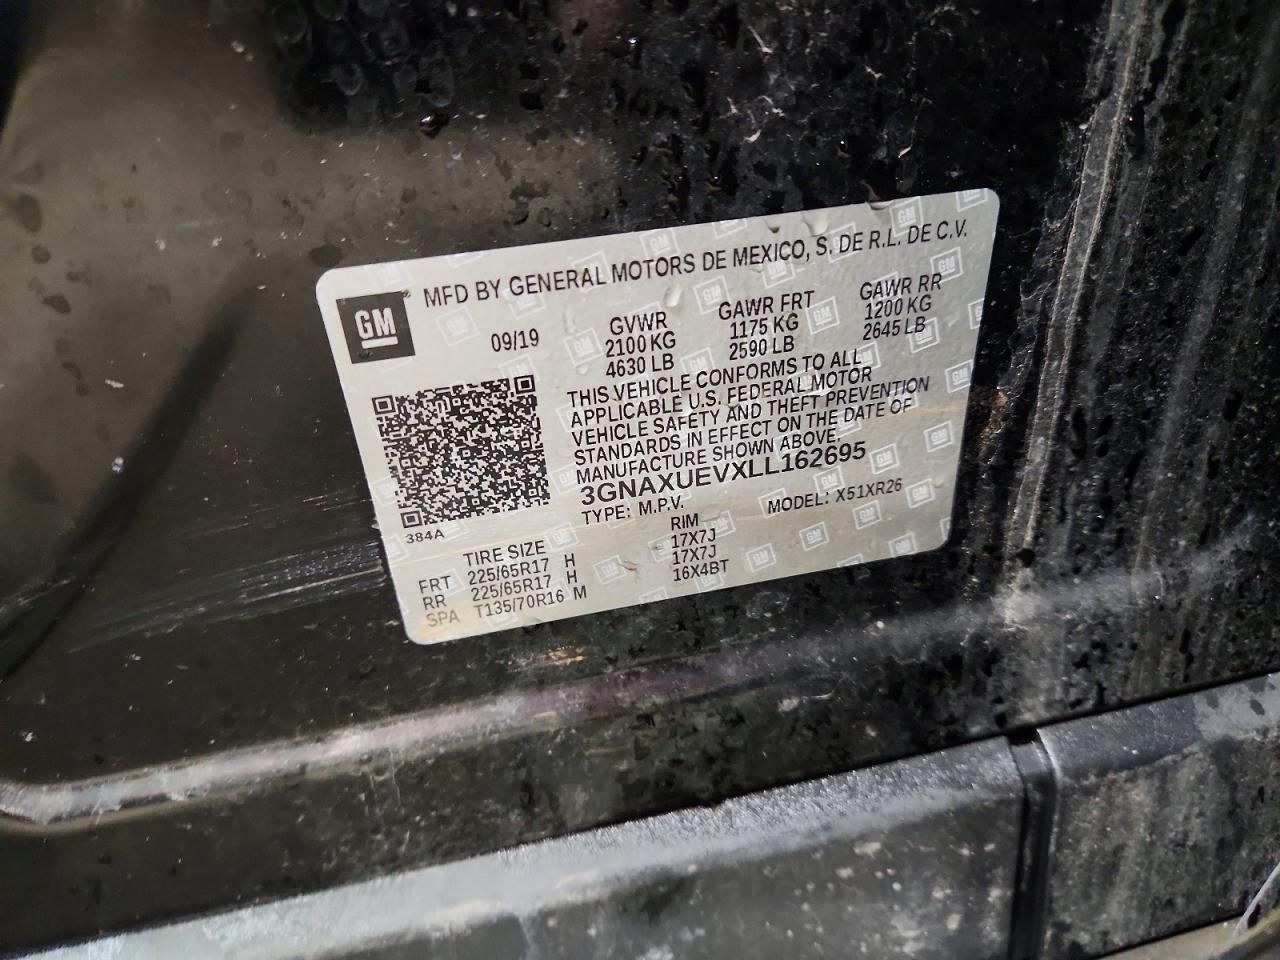 GM
MFD BY GENERAL MOTORS DE MEXICO, S. DE R.L. DE C.V.
09/19
GVWR GAWR FRT GAWR RR
2100 KG 1175 KG 1200 KG
4630 LB 2590 LB 2645 LB
THIS VEHICLE CONFORMS TO ALL
APPLICABLE U.S. FEDERAL MOTOR
VEHICLE SAFETY AND THEFT PREVENTION
STANDARDS IN EFFECT ON THE DATE OF
MANUFACTURE SHOWN ABOVE.
3GNAXUEVXLL162695
TYPE: M.P.V. MODEL: X51XR26
384A
TIRE SIZE RIM
FRT 225/65R17 H 17X7J
RR 225/65R17 H 17X7J
SPA T135/70R16 M 16X4BT